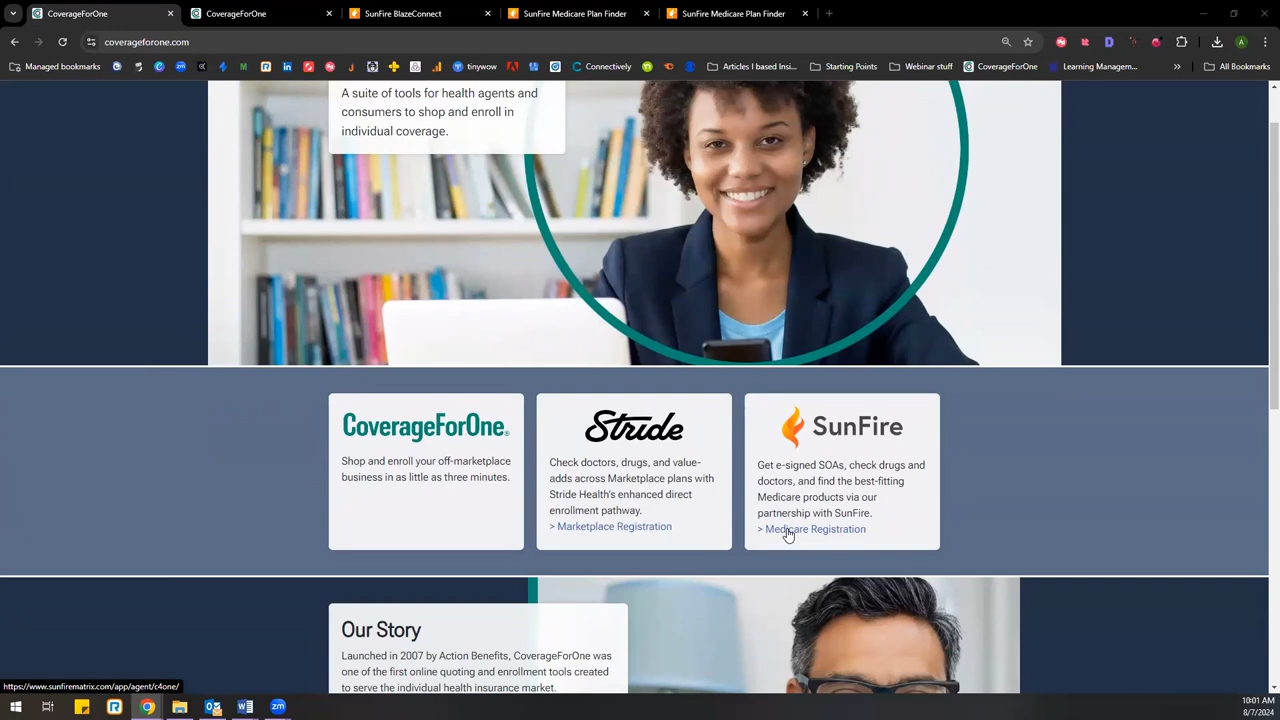 CoverageForOne
CoverageForOne
SunFire BlazeConnect
SunFire Medicare Plan Finder
SunFire Medicare Plan Finder
coverageforone.com
A
Managed bookmarks
tinywow
Connectively
Articles I based Insi...
Starting Points
Webinar stuff
CoverageForOne
Learning Managem...
All Bookmarks
A suite of tools for health agents and
consumers to shop and enroll in
individual coverage.
CoverageForOne®
Shop and enroll your off-marketplace
business in as little as three minutes.
Stride
Check doctors, drugs, and value-
adds across Marketplace plans with
Stride Health's enhanced direct
enrollment pathway.
> Marketplace Registration
SunFire
Get e-signed SOAs, check drugs and
doctors, and find the best-fitting
Medicare products via our
partnership with SunFire.
> Medicare Registration
Our Story
Launched in 2007 by Action Benefits, CoverageForOne was
one of the first online quoting and enrollment tools created
to serve the individual health insurance market.
https://www.sunfirematrix.com/app/agent/c4one/
10:01 AM
8/7/2024